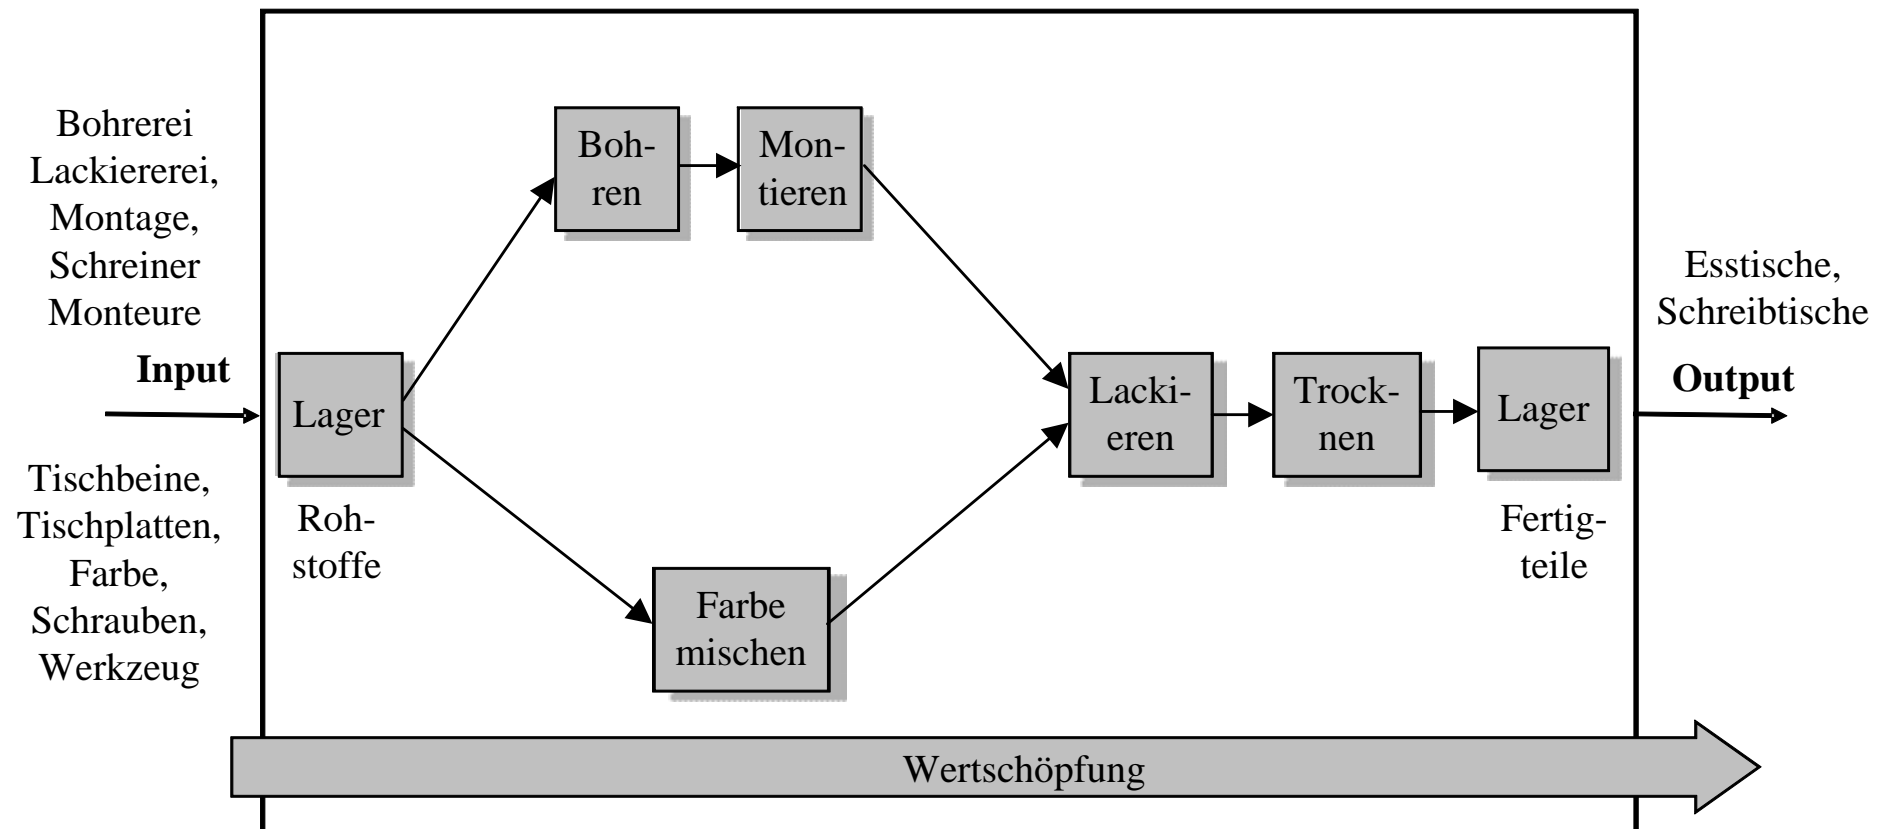 Bohrerei
Lackiererei,
Montage,
Schreiner
Monteure
Input
Tischbeine,
Tischplatten,
Farbe,
Schrauben,
Werkzeug
Lager
Roh-
stoffe
Boh-
ren
Mon-
tieren
Farbe
mischen
Lacki-
eren
Trock-
nen
Lager
Fertig-
teile
Esstische,
Schreibtische
Output
Wertschöpfung